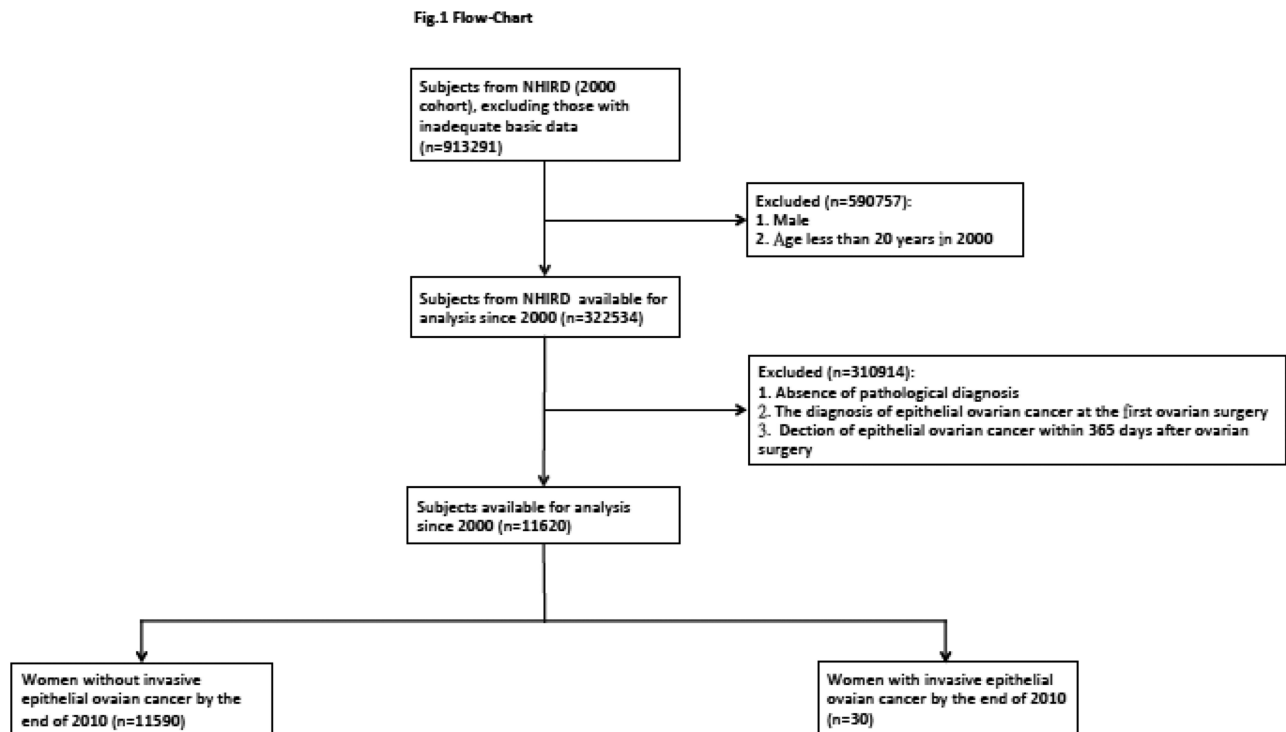 Fig.1 Flow-Chart
Subjects from NHIRD (2000
cohort), excluding those with
inadequate basic data
(n=913291)
Excluded (n=590757):
1. Male
2. Age less than 20 years in 2000
Subjects from NHIRD available for
analysis since 2000 (n=322534)
Excluded (n=310914):
1. Absence of pathological diagnosis
2. The diagnosis of epithelial ovarian cancer at the first ovarian surgery
3. Dection of epithelial ovarian cancer within 365 days after ovarian
surgery
Subjects available for analysis
since 2000 (n=11620)
Women without invasive
epithelial ovaian cancer by the
end of 2010 (n=11590)
Women with invasive epithelial
ovaian cancer by the end of 2010
(n=30)